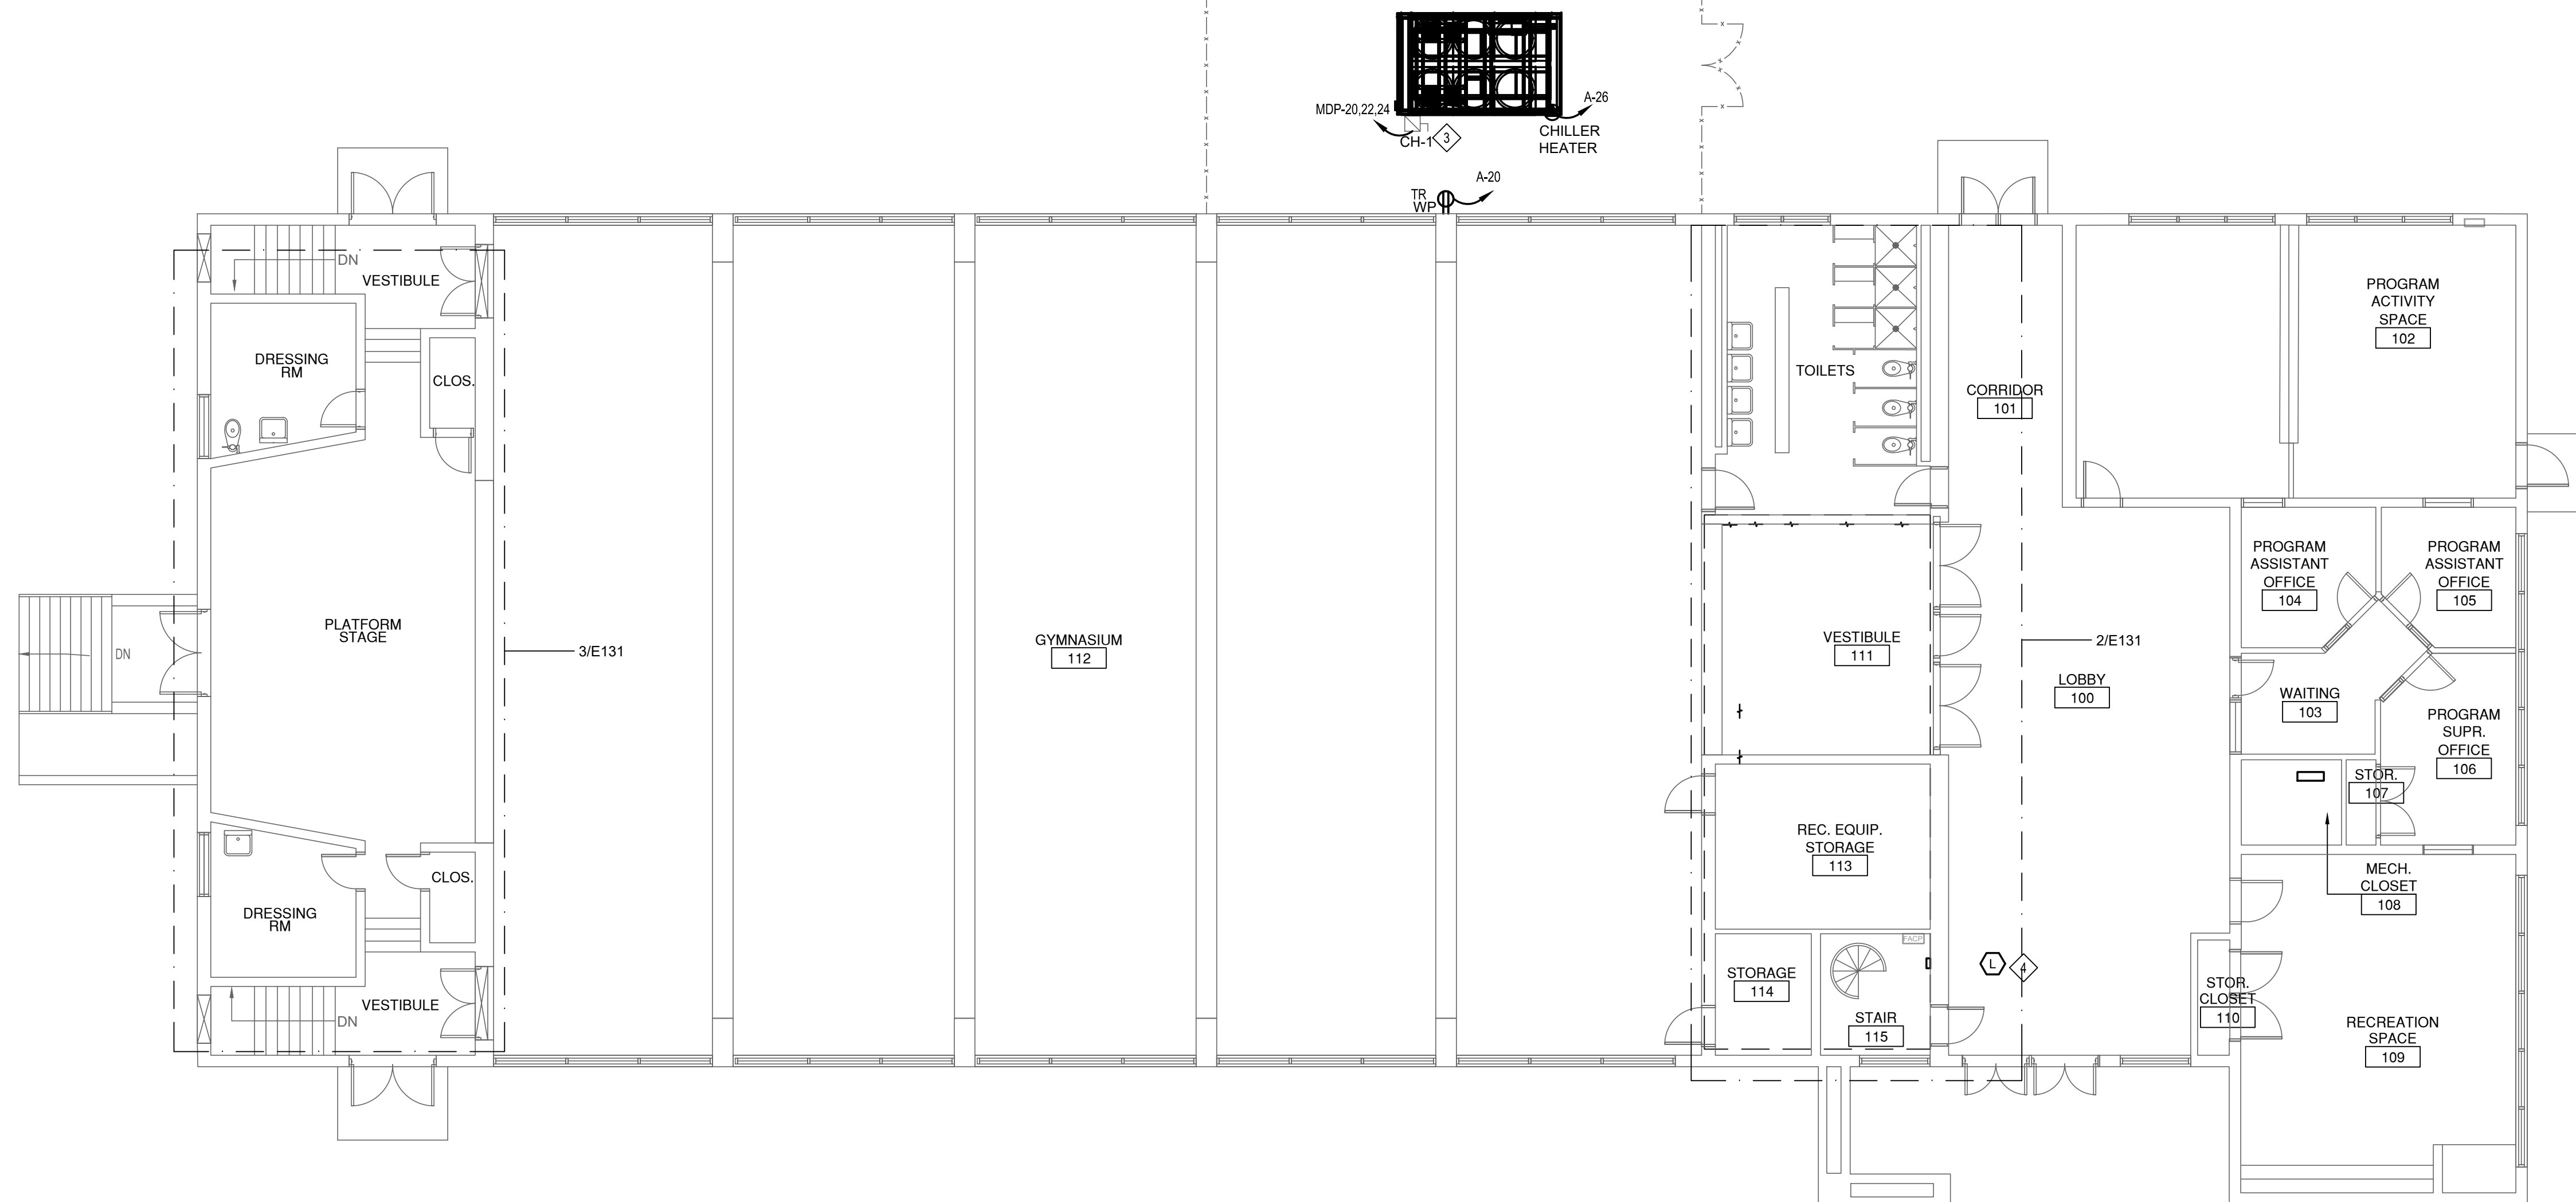 MDP-20,22,24
A-26
CH-1
3
CHILLER
HEATER
TR
WP
A-20
DN
VESTIBULE
DRESSING
RM
CLOS.
PLATFORM
STAGE
DN
3/E131
GYMNASIUM
112
CLOS.
DRESSING
RM
VESTIBULE
DN
TOILETS
CORRIDOR
101
PROGRAM
ACTIVITY
SPACE
102
PROGRAM
ASSISTANT
OFFICE
104
PROGRAM
ASSISTANT
OFFICE
105
VESTIBULE
111
2/E131
LOBBY
100
WAITING
103
PROGRAM
SUPR.
OFFICE
106
STOR.
107
REC. EQUIP.
STORAGE
113
MECH.
CLOSET
108
FACP
L
4
STORAGE
114
STAIR
115
STOR.
CLOSET
110
RECREATION
SPACE
109